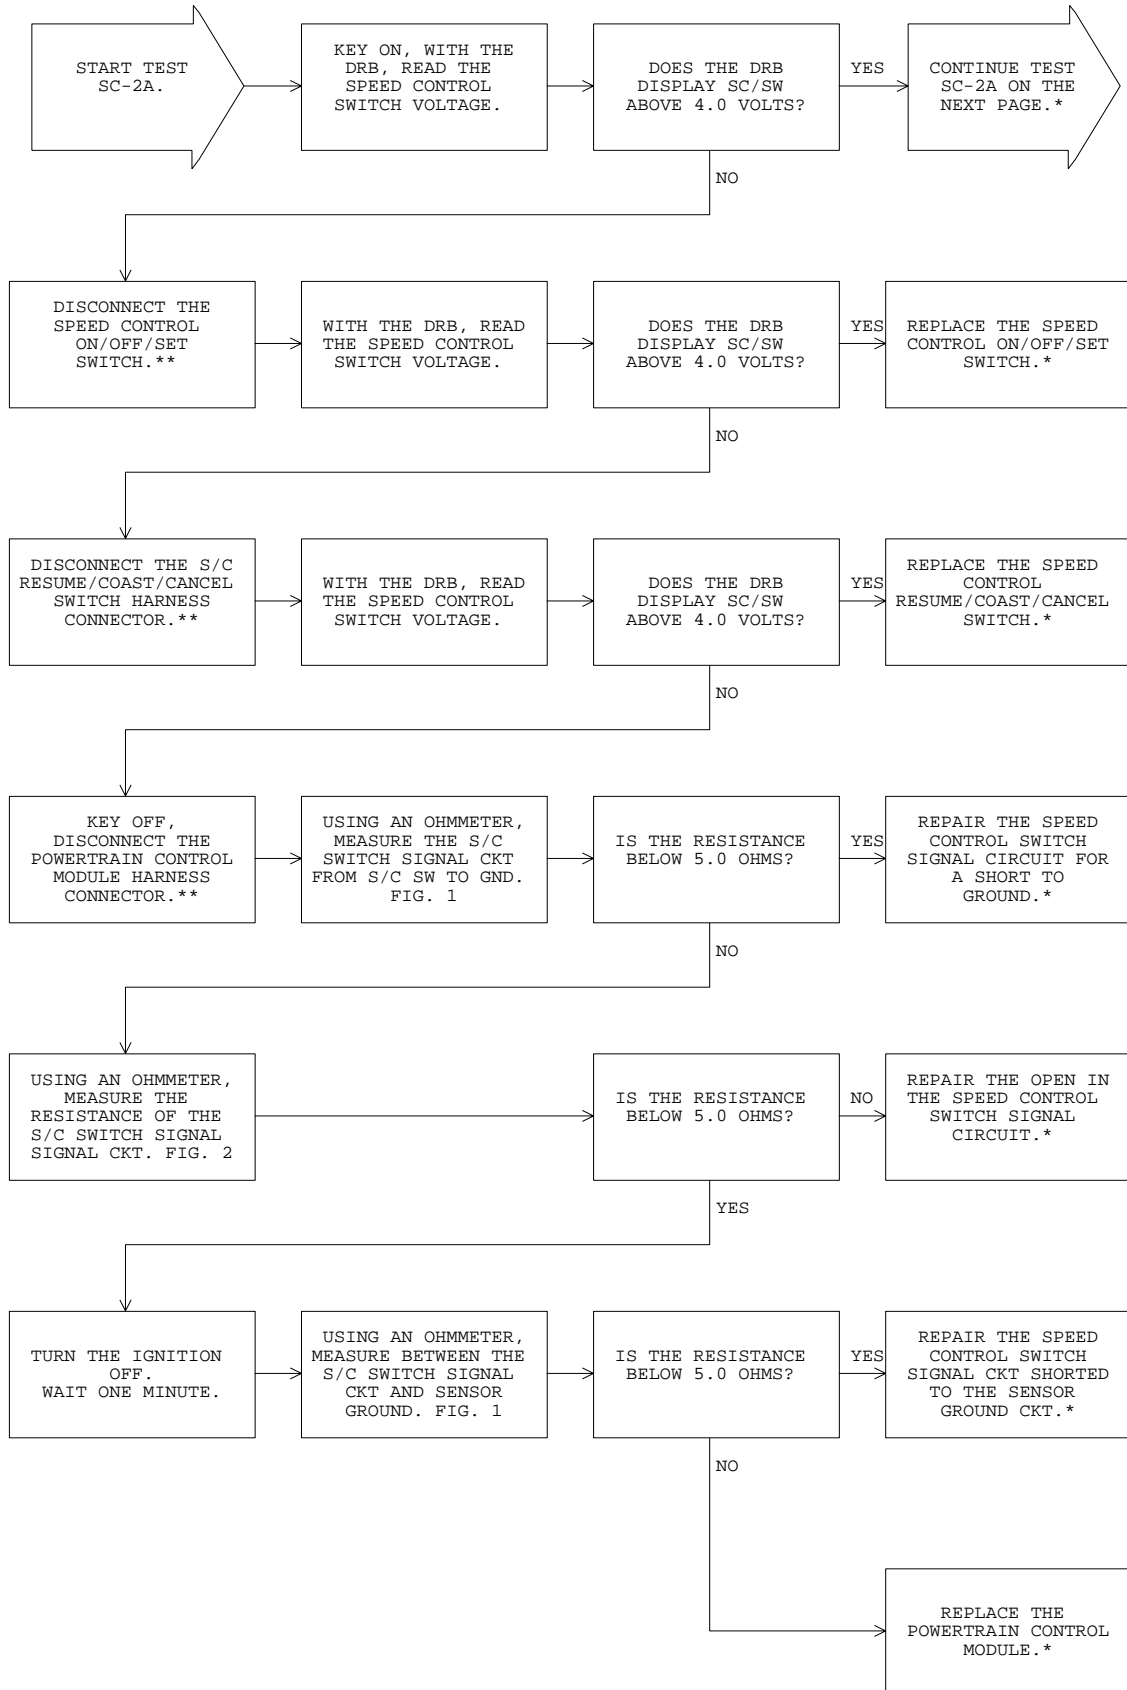 START TEST
SC-2A.
KEY ON, WITH THE
DRB, READ THE
SPEED CONTROL
SWITCH VOLTAGE.
DOES THE DRB
DISPLAY SC/SW
ABOVE 4.0 VOLTS?
YES
CONTINUE TEST
SC-2A ON THE
NEXT PAGE.*
NO
DISCONNECT THE
SPEED CONTROL
ON/OFF/SET
SWITCH.**
WITH THE DRB, READ
THE SPEED CONTROL
SWITCH VOLTAGE.
DOES THE DRB
DISPLAY SC/SW
ABOVE 4.0 VOLTS?
YES
REPLACE THE SPEED
CONTROL ON/OFF/SET
SWITCH.*
NO
DISCONNECT THE S/C
RESUME/COAST/CANCEL
SWITCH HARNESS
CONNECTOR.**
WITH THE DRB, READ
THE SPEED CONTROL
SWITCH VOLTAGE.
DOES THE DRB
DISPLAY SC/SW
ABOVE 4.0 VOLTS?
YES
REPLACE THE SPEED
CONTROL
RESUME/COAST/CANCEL
SWITCH.*
NO
KEY OFF,
DISCONNECT THE
POWERTRAIN CONTROL
MODULE HARNESS
CONNECTOR.**
USING AN OHMMETER,
MEASURE THE S/C
SWITCH SIGNAL CKT
FROM S/C SW TO GND.
FIG. 1
IS THE RESISTANCE
BELOW 5.0 OHMS?
YES
REPAIR THE SPEED
CONTROL SWITCH
SIGNAL CIRCUIT FOR
A SHORT TO
GROUND.*
NO
USING AN OHMMETER,
MEASURE THE
RESISTANCE OF THE
S/C SWITCH SIGNAL
SIGNAL CKT. FIG. 2
IS THE RESISTANCE
BELOW 5.0 OHMS?
NO
REPAIR THE OPEN IN
THE SPEED CONTROL
SWITCH SIGNAL
CIRCUIT.*
YES
TURN THE IGNITION
OFF.
WAIT ONE MINUTE.
USING AN OHMMETER,
MEASURE BETWEEN THE
S/C SWITCH SIGNAL
CKT AND SENSOR
GROUND. FIG. 1
IS THE RESISTANCE
BELOW 5.0 OHMS?
YES
REPAIR THE SPEED
CONTROL SWITCH
SIGNAL CKT SHORTED
TO THE SENSOR
GROUND CKT.*
NO
REPLACE THE
POWERTRAIN CONTROL
MODULE.*